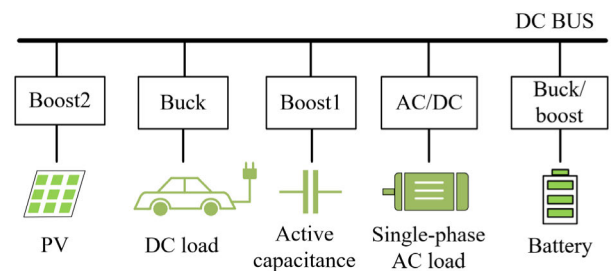 DC BUS
Boost2
Buck
Boost1
AC/DC
Buck/
boost
PV
DC load
Active
capacitance
Single-phase
AC load
Battery